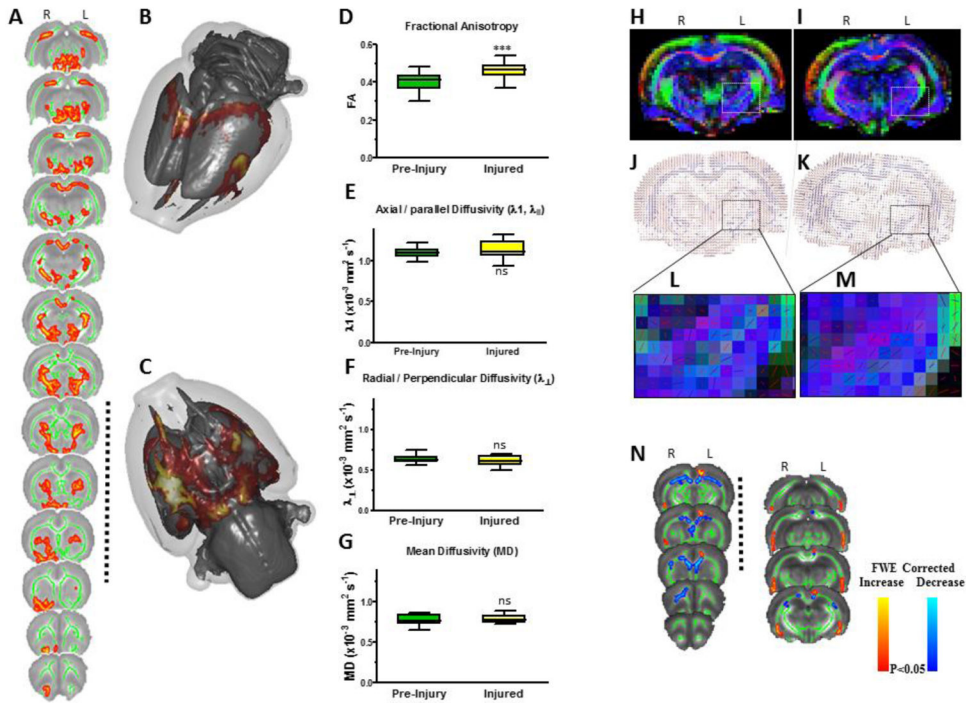 A
R L
B
C
D
Fractional Anisotropy
***
FA
0.6
0.4
0.2
0.0
Pre-Injury Injured
E
Axial / parallel Diffusivity (λ1, λ∥)
λ1 (x10⁻³ mm² s⁻¹)
1.0
0.5
0.0
ns
Pre-Injury Injured
F
Radial / Perpendicular Diffusivity (λ⊥)
λ⊥ (x10⁻³ mm² s⁻¹)
1.0
0.5
0.0
ns
Pre-Injury Injured
G
Mean Diffusivity (MD)
MD (x10⁻³ mm² s⁻¹)
1.0
0.5
0.0
ns
Pre-Injury Injured
H
R L
I
R L
J
K
L
M
N
R L
R L
FWE Corrected
Increase Decrease
P<0.05